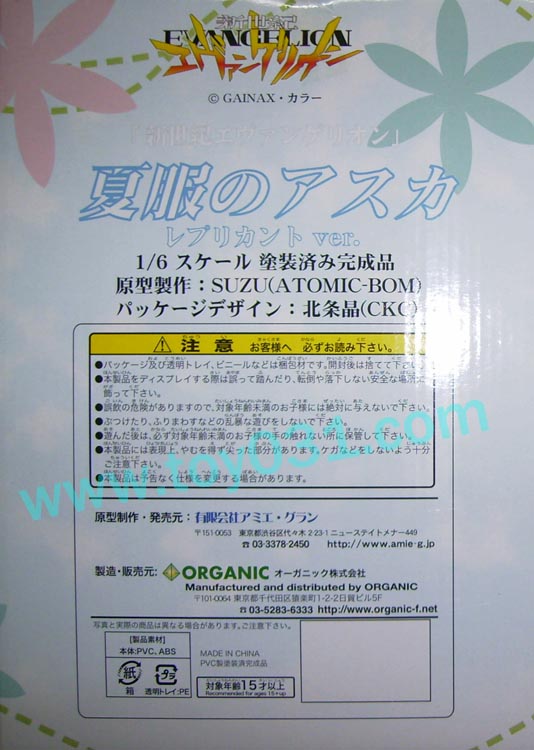 新世紀
EVANGELION
エヴァンゲリオン
© GAINAX・カラー
「新世紀エヴァンゲリオン」
夏服のアスカ
レプリカント ver.
1/6 スケール 塗装済み完成品
原型製作：SUZU(ATOMIC-BOM)
パッケージデザイン：北条晶(CKC)
注意 お客様へ 必ずお読み下さい。
●パッケージ及び透明トレイ、ビニールなどは梱包材です。開封後は捨てて下さい。
●本製品をディスプレイする際は誤って踏んだり、転倒や落下しない安全な場所に
飾って下さい。
●誤飲の危険がありますので、対象年齢未満のお子様には絶対に与えないで下さい。
●ぶつけたり、ふりまわすなどの乱暴な遊びをしないで下さい。
●遊んだ後は、必ず対象年齢未満のお子様の手の触れない所に保管して下さい。
●本製品には表現上、やむを得ず尖った部分があります。ケガなどをしないよう十分
ご注意下さい。
●本製品は予告なく仕様を変更する場合があります。
www.toyo91.com
原型制作・発売元：有限会社アミエ・グラン
〒151-0053 東京都渋谷区代々木2-23-1ニューステイトメナー449
☎03-3378-2450 http://www.amie-g.jp
製造・販売元： ORGANIC オーガニック株式会社
Manufactured and distributed by ORGANIC
〒101-0064 東京都千代田区猿楽町1-2-2日貿ビル5F
☎03-5283-6333 http://www.organic-f.net
写真と実際の商品は異なる場合があります。ご注意下さい。
【製品素材】
本体:PVC, ABS
紙
箱
プラ
透明トレイ:PE
MADE IN CHINA
PVC製塗装済完成品
対象年齢15才以上
Recommended for ages 15+up